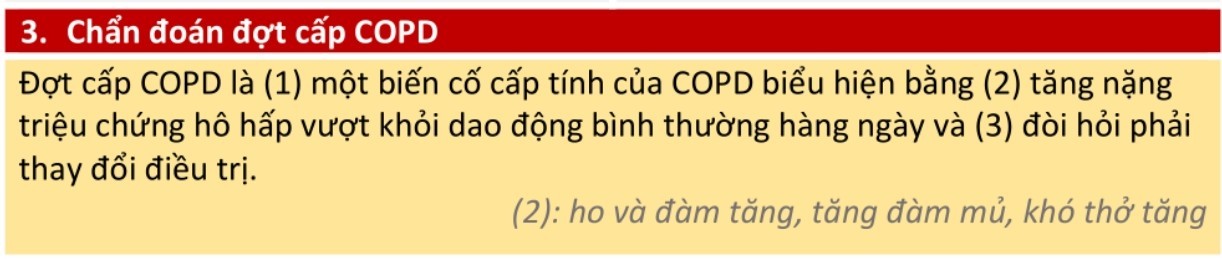 3. Chẩn đoán đợt cấp COPD
Đợt cấp COPD là (1) một biến cố cấp tính của COPD biểu hiện bằng (2) tăng nặng
triệu chứng hô hấp vượt khỏi dao động bình thường hàng ngày và (3) đòi hỏi phải
thay đổi điều trị.
(2): ho và đàm tăng, tăng đàm mủ, khó thở tăng